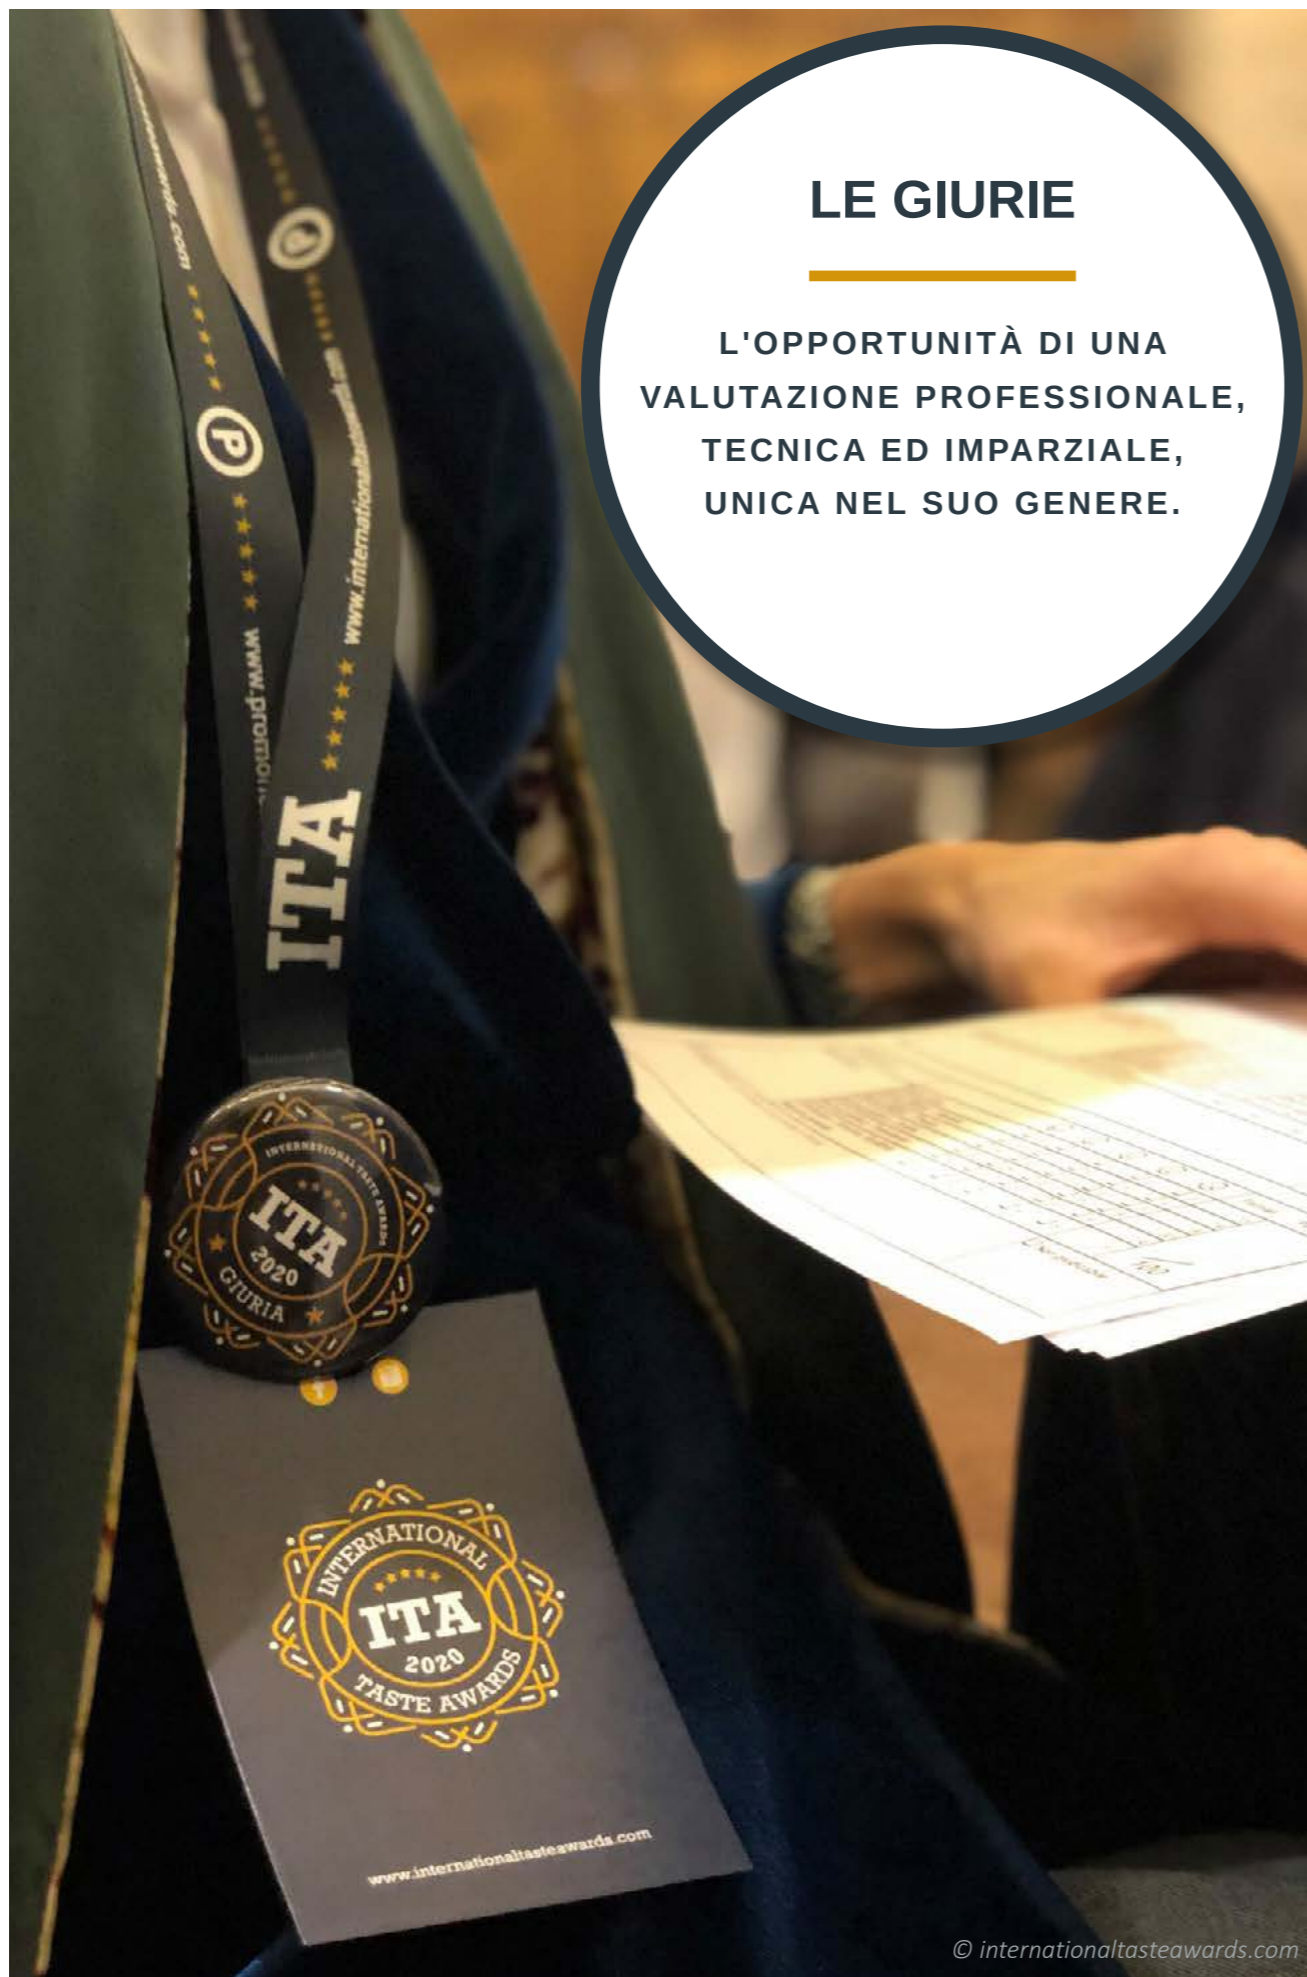 LE GIURIE
L'OPPORTUNITÀ DI UNA
VALUTAZIONE PROFESSIONALE,
TECNICA ED IMPARZIALE,
UNICA NEL SUO GENERE.
P
www.internationaltasteawards.com
ITA
INTERNATIONAL TASTE AWARDS
ITA
2020
GIURIA
INTERNATIONAL
ITA
2020
TASTE AWARDS
www.internationaltasteawards.com
© internationaltasteawards.com